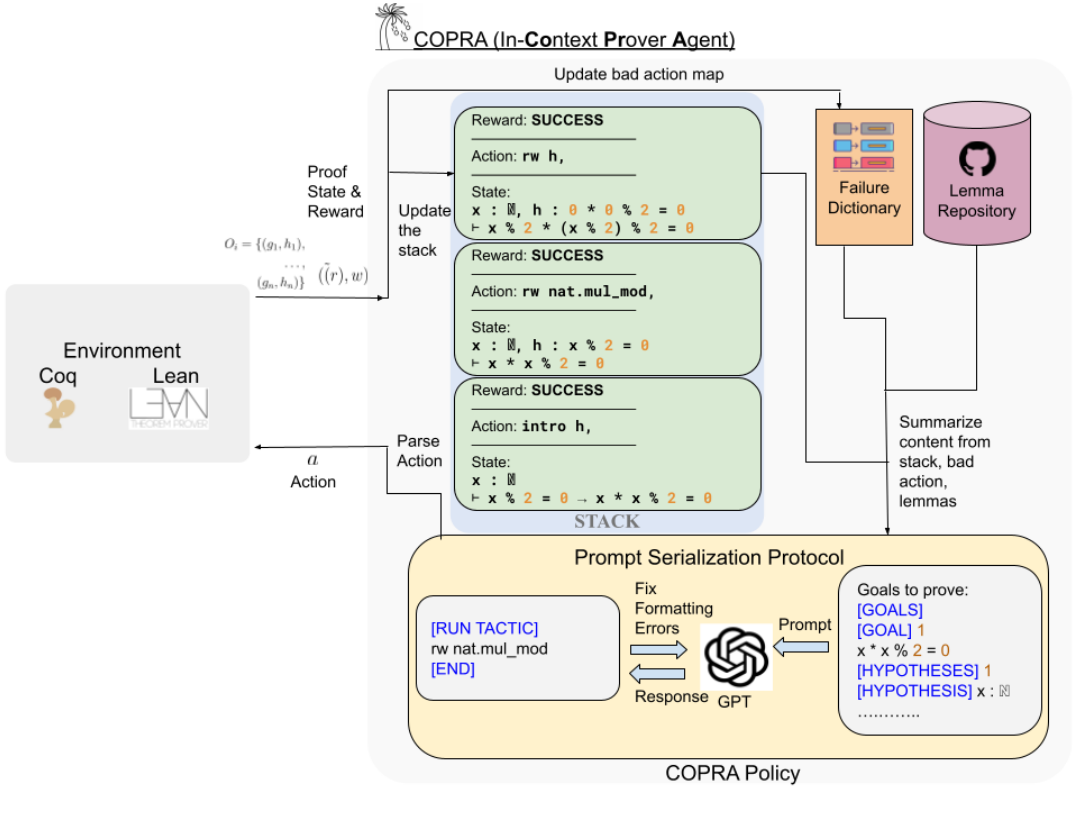 COPRA (In-Context Prover Agent)
Update bad action map
Proof
State &
Reward
Update
the
stack
O_i = {(g_1, h_1),
...,
(g_n, h_n)}
((r̃), w)
Reward: SUCCESS
Action: rw h,
State:
x : , h : 0 * 0 % 2 = 0
⊢ x % 2 * (x % 2) % 2 = 0
Reward: SUCCESS
Action: rw nat.mul_mod,
State:
x : , h : x % 2 = 0
⊢ x * x % 2 = 0
Reward: SUCCESS
Action: intro h,
State:
x :
⊢ x % 2 = 0 → x * x % 2 = 0
STACK
Failure
Dictionary
Lemma
Repository
Environment
Coq
Lean
LEAN
THEOREM PROVER
a
Action
Parse
Action
Summarize
content from
stack, bad
action,
lemmas
Prompt Serialization Protocol
[RUN TACTIC]
rw nat.mul_mod
[END]
Fix
Formatting
Errors
Response
GPT
Prompt
Goals to prove:
[GOALS]
[GOAL] 1
x * x % 2 = 0
[HYPOTHESES] 1
[HYPOTHESIS] x : ℕ
............
COPRA Policy